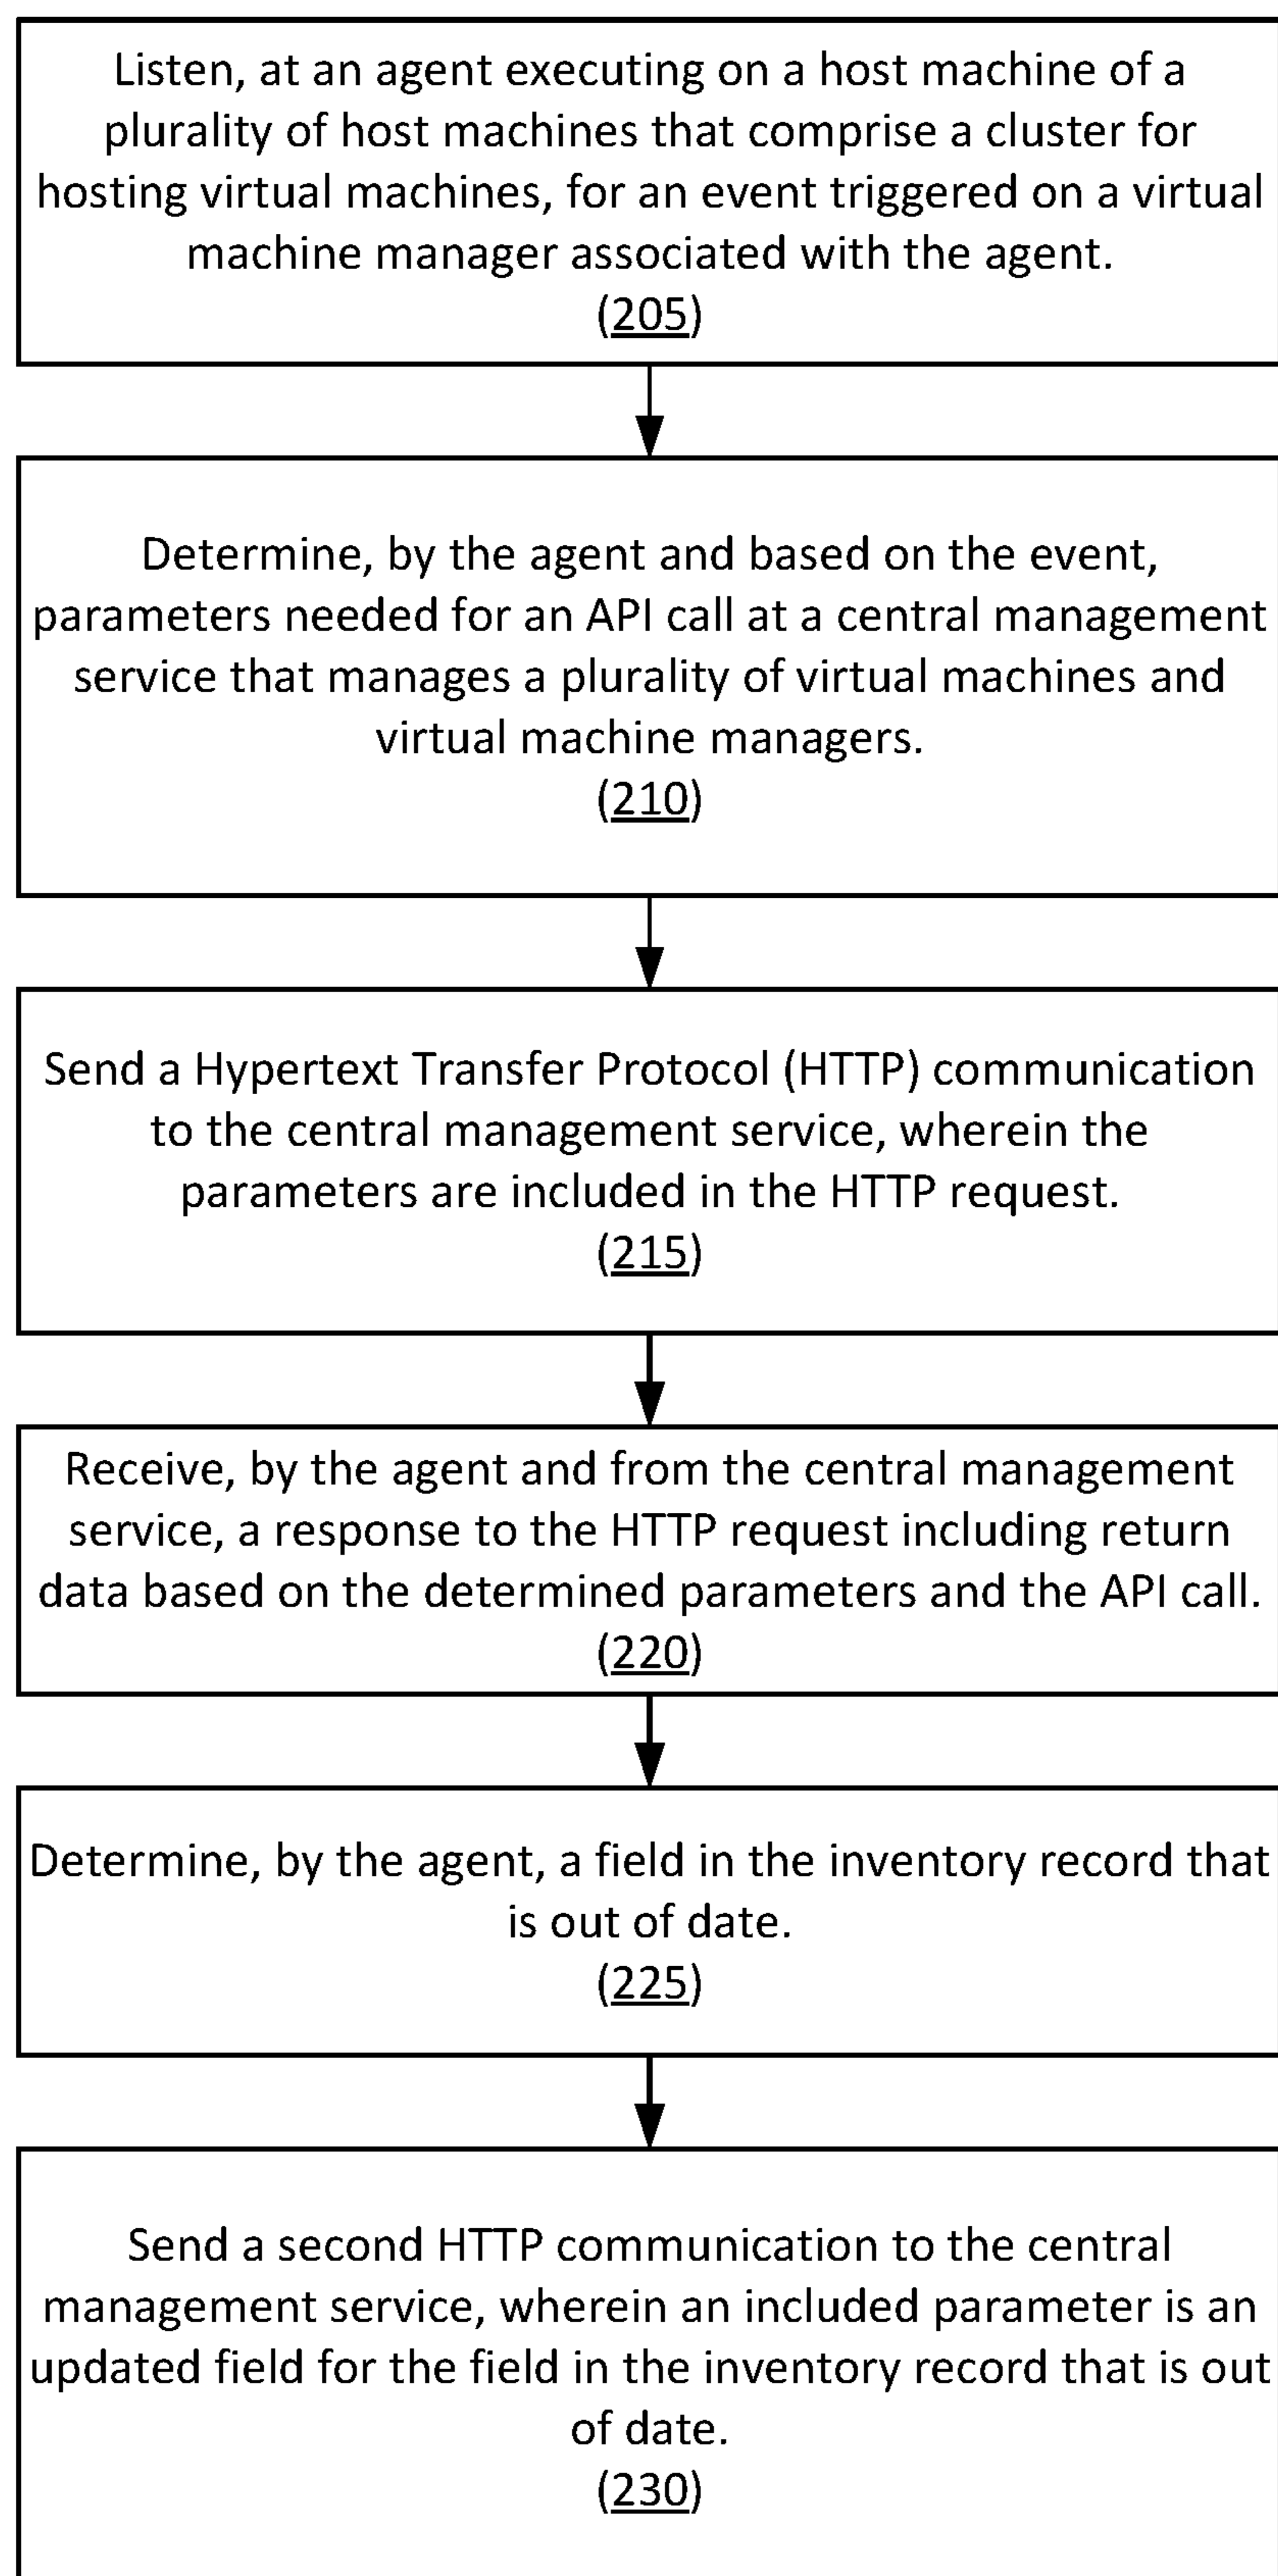 Listen, at an agent executing on a host machine of a
plurality of host machines that comprise a cluster for
hosting virtual machines, for an event triggered on a virtual
machine manager associated with the agent.
(205)
Determine, by the agent and based on the event,
parameters needed for an API call at a central management
service that manages a plurality of virtual machines and
virtual machine managers.
(210)
Send a Hypertext Transfer Protocol (HTTP) communication
to the central management service, wherein the
parameters are included in the HTTP request.
(215)
Receive, by the agent and from the central management
service, a response to the HTTP request including return
data based on the determined parameters and the API call.
(220)
Determine, by the agent, a field in the inventory record that
is out of date.
(225)
Send a second HTTP communication to the central
management service, wherein an included parameter is an
updated field for the field in the inventory record that is out
of date.
(230)